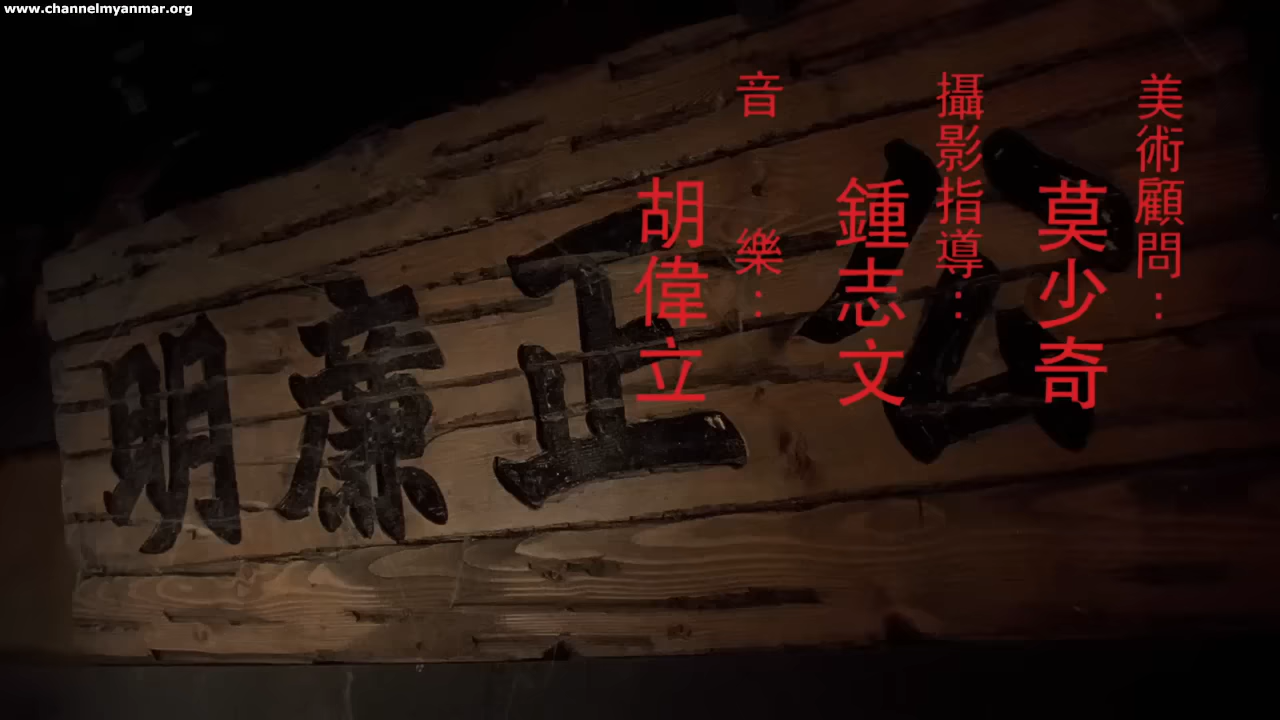 www.channelmyanmar.org
美術顧問：
莫少奇
攝影指導：
鍾志文
音樂：
胡偉立
公正廉明